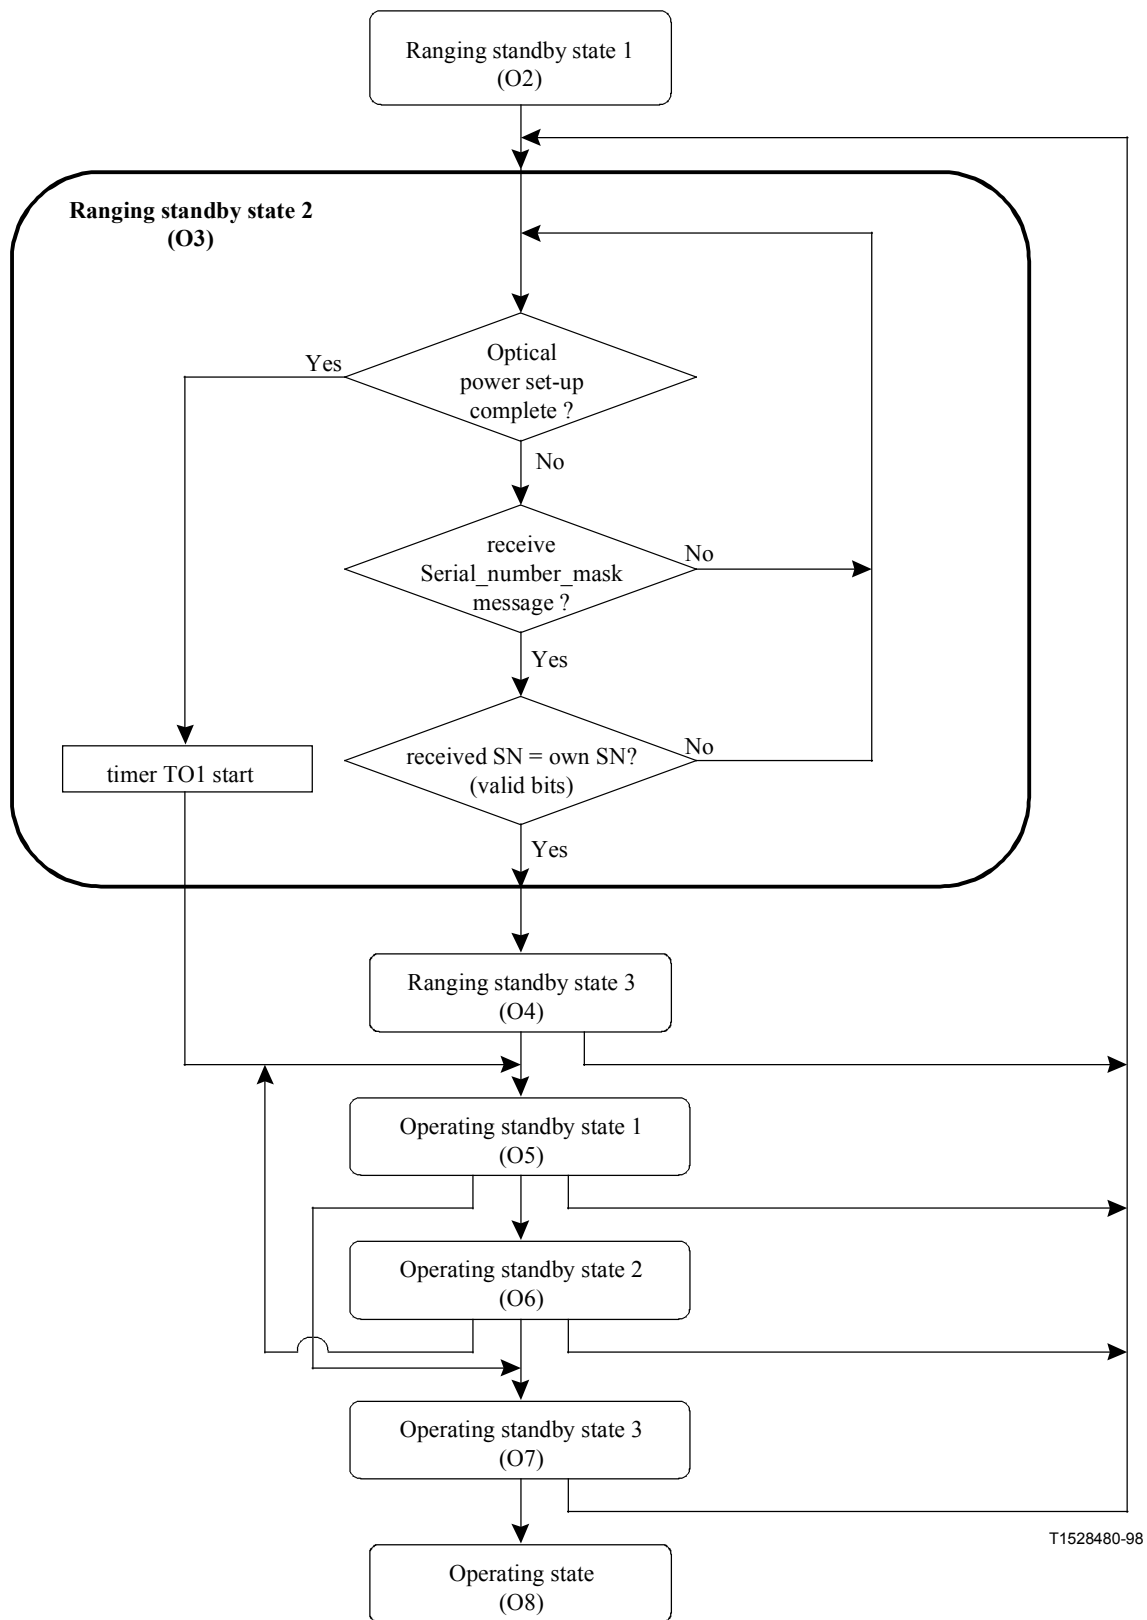 Ranging standby state 1
(O2)
Ranging standby state 2
(O3)
Yes
Optical
power set-up
complete ?
No
receive
Serial_number_mask
message ?
No
Yes
timer TO1 start
received SN = own SN?
(valid bits)
No
Yes
Ranging standby state 3
(O4)
Operating standby state 1
(O5)
Operating standby state 2
(O6)
Operating standby state 3
(O7)
T1528480-98
Operating state
(O8)